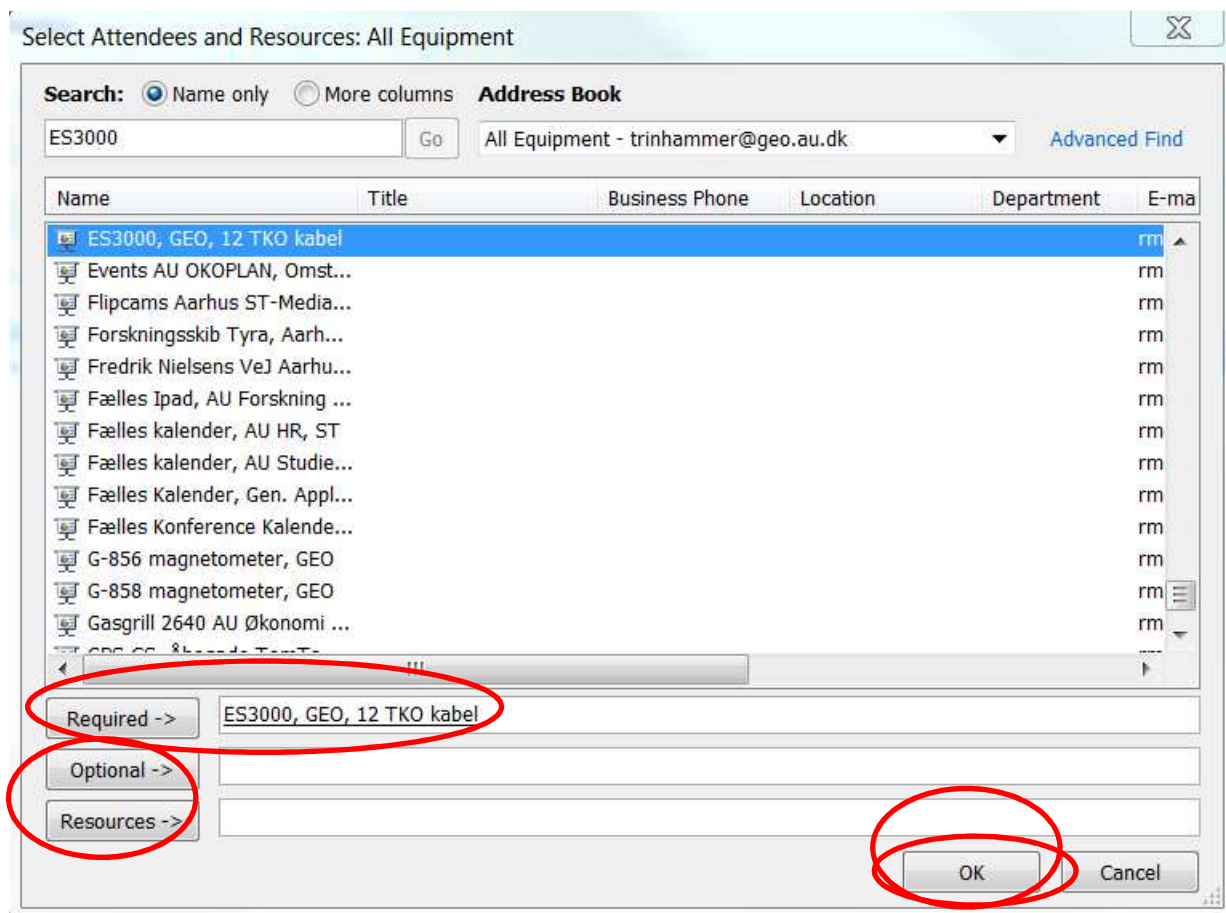 Select Attendees and Resources: All Equipment
Search: Name only More columns Address Book
ES3000 Go All Equipment - trinhammer@geo.au.dk Advanced Find
Name Title Business Phone Location Department E-ma
ES3000, GEO, 12 TKO kabel rm
Events AU OKOPLAN, Omst... rm
Flipcams Aarhus ST-Media... rm
Forskningsskib Tyra, Aarh... rm
Fredrik Nielsens VeJ Aarhu... rm
Fælles Ipad, AU Forskning ... rm
Fælles kalender, AU HR, ST rm
Fælles kalender, AU Studie... rm
Fælles Kalender, Gen. Appl... rm
Fælles Konference Kalende... rm
G-856 magnetometer, GEO rm
G-858 magnetometer, GEO rm
Gasgrill 2640 AU Økonomi ... rm
Required -> ES3000, GEO, 12 TKO kabel
Optional ->
Resources ->
OK Cancel